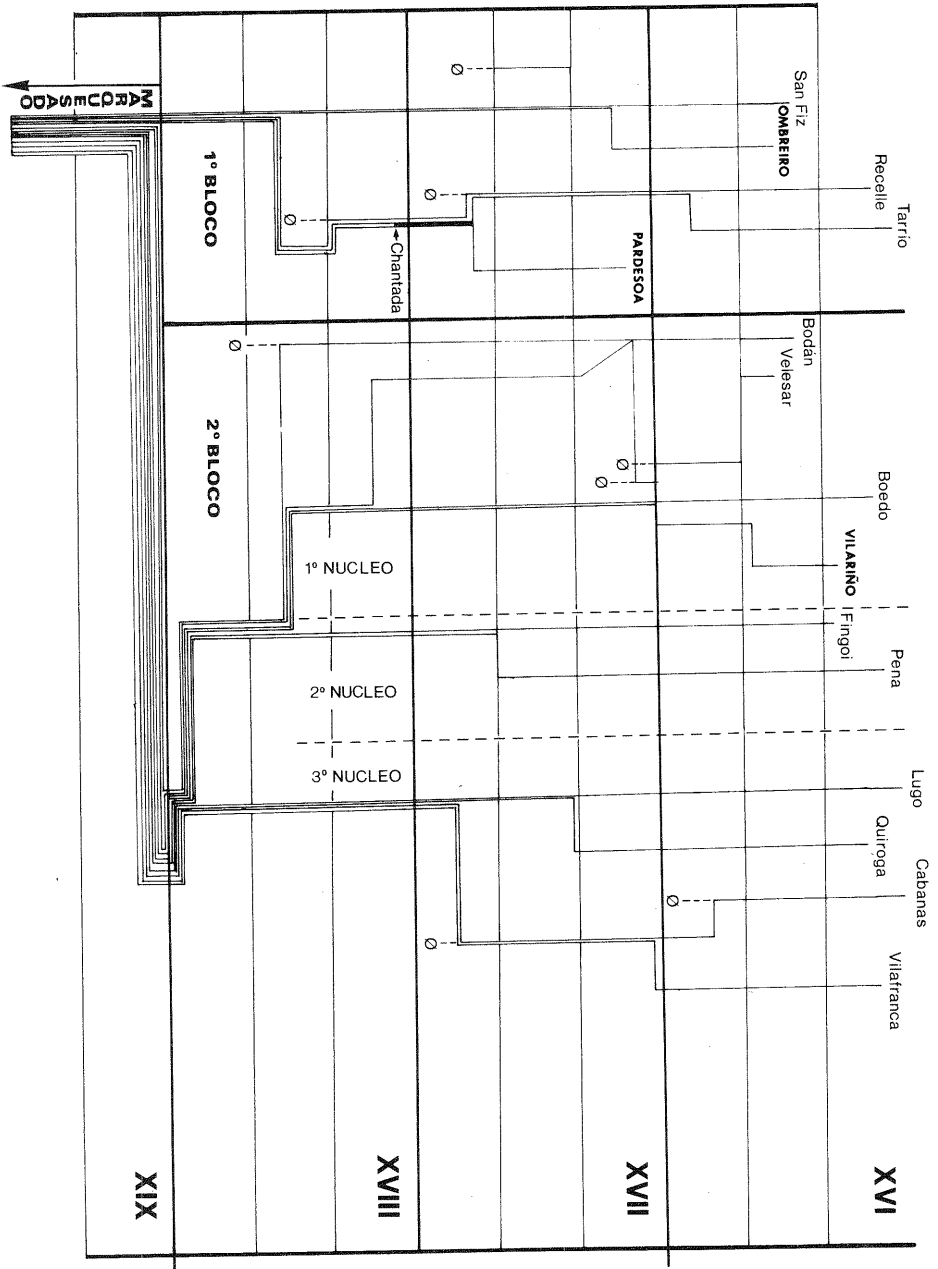 San Fiz
OMBREIRO
Recelle
Tarrio
PARDESOA
Chantada
1º BLOCO
MARQUESADO
Bodán
Velesar
Boedo
VILARIÑO
Fingoi
Pena
Lugo
Quiroga
Cabanas
Vilafranca
2º BLOCO
1º NUCLEO
2º NUCLEO
3º NUCLEO
Ø
Ø
Ø
Ø
Ø
Ø
Ø
Ø
XVI
XVII
XVIII
XIX